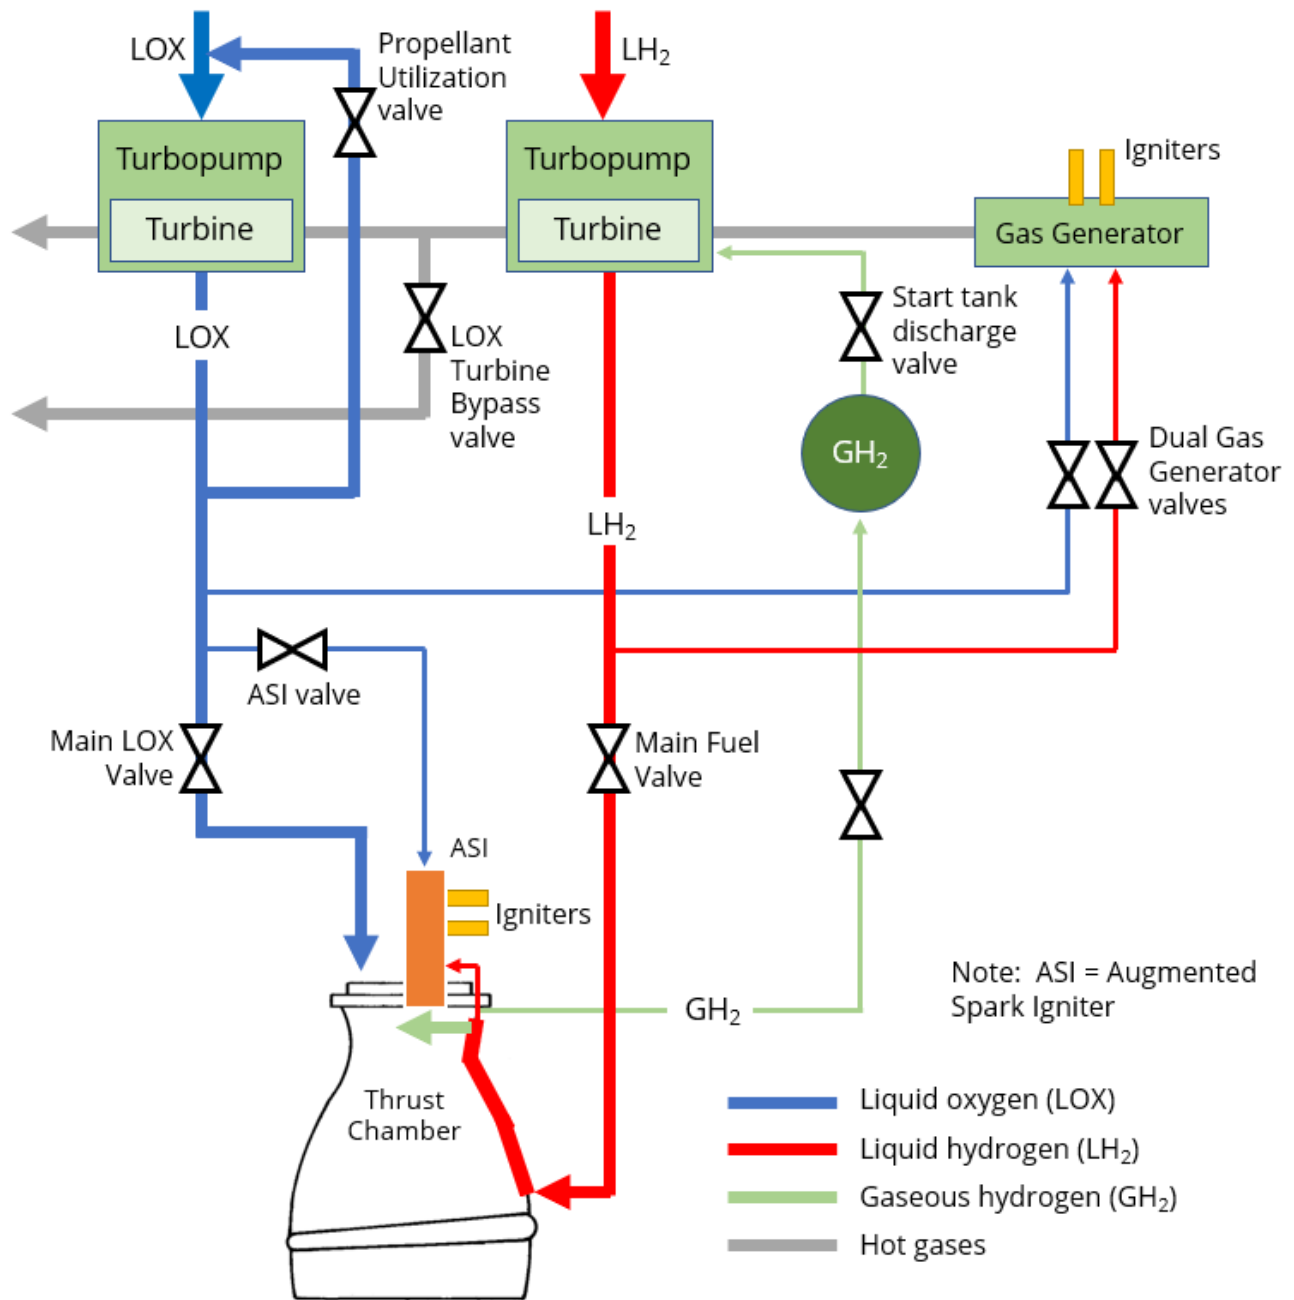 LOX
Propellant
Utilization
valve
LH₂
Turbopump
Turbine
Turbopump
Turbine
Igniters
Gas Generator
LOX
LOX
Turbine
Bypass
valve
Start tank
discharge
valve
GH₂
Dual Gas
Generator
valves
LH₂
ASI valve
Main LOX
Valve
Main Fuel
Valve
ASI
Igniters
GH₂
Note:  ASI = Augmented
Spark Igniter
Thrust
Chamber
Liquid oxygen (LOX)
Liquid hydrogen (LH₂)
Gaseous hydrogen (GH₂)
Hot gases